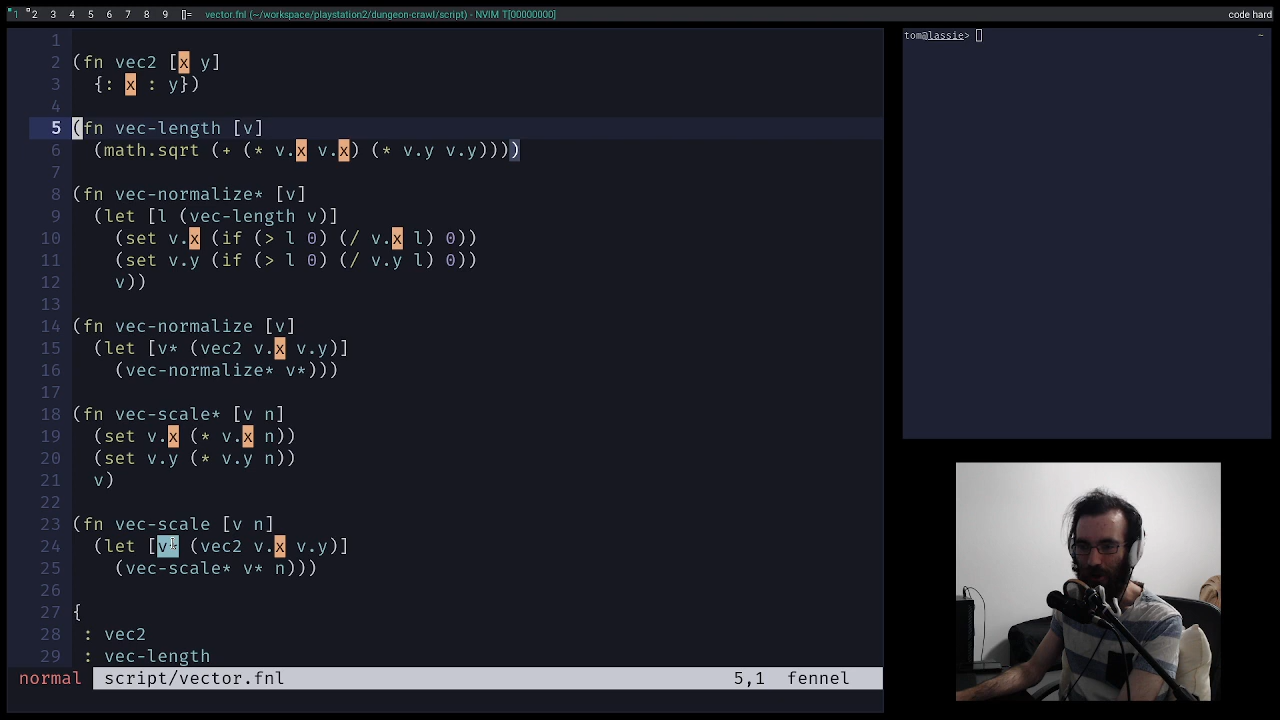 1 2 3 4 5 6 7 8 9 []= vector.fnl (~/workspace/playstation2/dungeon-crawl/script) - NVIM T[00000000] code hard
1
2 (fn vec2 [x y]
3   {: x : y})
4
5 (fn vec-length [v]
6   (math.sqrt (+ (* v.x v.x) (* v.y v.y))))
7
8 (fn vec-normalize* [v]
9   (let [l (vec-length v)]
10     (set v.x (if (> l 0) (/ v.x l) 0))
11     (set v.y (if (> l 0) (/ v.y l) 0))
12     v))
13
14 (fn vec-normalize [v]
15   (let [v* (vec2 v.x v.y)]
16     (vec-normalize* v*)))
17
18 (fn vec-scale* [v n]
19   (set v.x (* v.x n))
20   (set v.y (* v.y n))
21   v)
22
23 (fn vec-scale [v n]
24   (let [v* (vec2 v.x v.y)]
25     (vec-scale* v* n)))
26
27 {
28  : vec2
29  : vec-length
normal script/vector.fnl 5,1 fennel
tom@lassie> ~